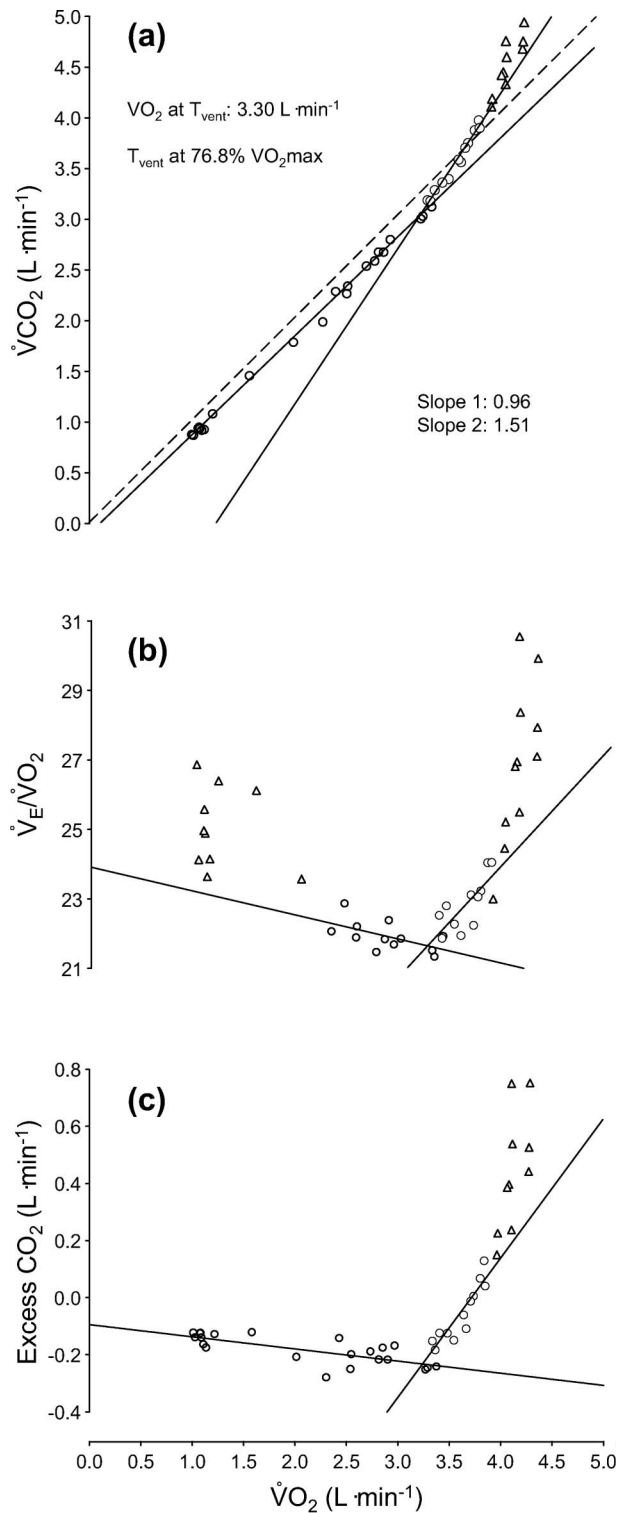 (a)
V̇CO₂ (L·min⁻¹)
5.0
4.5
4.0
3.5
3.0
2.5
2.0
1.5
1.0
0.5
0.0
VO₂ at Tvent: 3.30 L·min⁻¹
Tvent at 76.8% VO₂max
Slope 1: 0.96
Slope 2: 1.51
(b)
V̇E/V̇O₂
31
29
27
25
23
21
(c)
Excess CO₂ (L·min⁻¹)
0.8
0.6
0.4
0.2
0.0
-0.2
-0.4
0.0 0.5 1.0 1.5 2.0 2.5 3.0 3.5 4.0 4.5 5.0
V̇O₂ (L·min⁻¹)